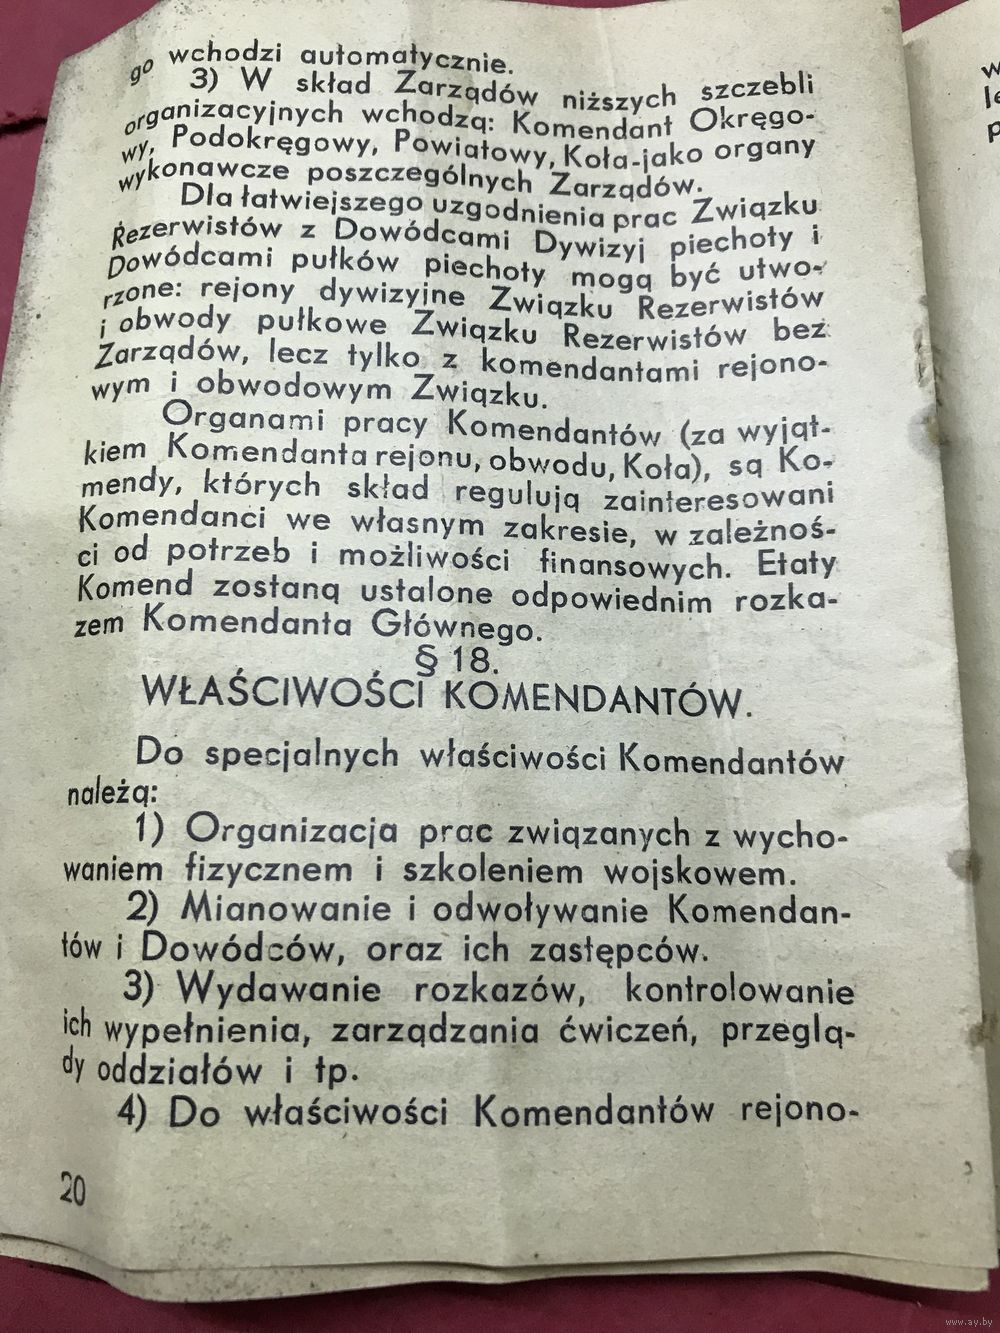 go wchodzi automatycznie.
3) W skład Zarządów niższych szczebli
organizacyjnych wchodzą: Komendant Okręgo-
wy, Podokręgowy, Powiatowy, Koła-jako organy
wykonawcze poszczególnych Zarządów.
Dla łatwiejszego uzgodnienia prac Związku
Rezerwistów z Dowódcami Dywizyj piechoty i
Dowódcami pułków piechoty mogą być utwo-
rzone: rejony dywizyjne Związku Rezerwistów
i obwody pułkowe Związku Rezerwistów bez
Zarządów, lecz tylko z komendantami rejono-
wym i obwodowym Związku.
Organami pracy Komendantów (za wyjąt-
kiem Komendanta rejonu, obwodu, Koła), są Ko-
mendy, których skład regulują zainteresowani
Komendanci we własnym zakresie, w zależnoś-
ci od potrzeb i możliwości finansowych. Etaty
Komend zostaną ustalone odpowiednim rozka-
zem Komendanta Głównego.
§ 18.
WŁAŚCIWOŚCI KOMENDANTÓW.
Do specjalnych właściwości Komendantów
należą:
1) Organizacja prac związanych z wycho-
waniem fizycznem i szkoleniem wojskowem.
2) Mianowanie i odwoływanie Komendan-
tów i Dowódców, oraz ich zastępców.
3) Wydawanie rozkazów, kontrolowanie
ich wypełnienia, zarządzania ćwiczeń, przeglą-
dy oddziałów i tp.
4) Do właściwości Komendantów rejono-
20
www.ay.by